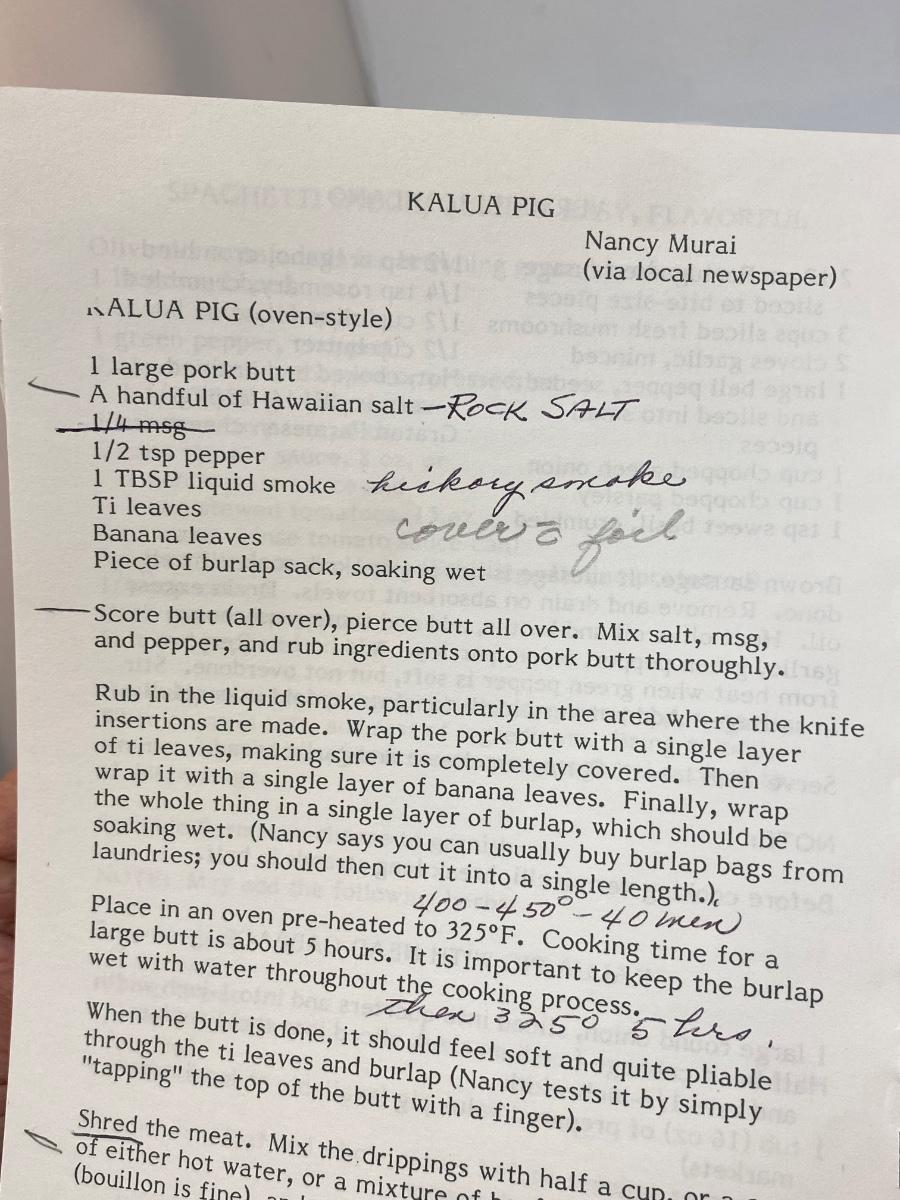 KALUA PIG
Nancy Murai
(via local newspaper)
KALUA PIG (oven-style)
1 large pork butt
A handful of Hawaiian salt – ROCK SALT
1/4 msg
1/2 tsp pepper
1 TBSP liquid smoke hickory smoke
Ti leaves
Banana leaves cover c̄ foil
Piece of burlap sack, soaking wet
Score butt (all over), pierce butt all over. Mix salt, msg,
and pepper, and rub ingredients onto pork butt thoroughly.
Rub in the liquid smoke, particularly in the area where the knife
insertions are made. Wrap the pork butt with a single layer
of ti leaves, making sure it is completely covered. Then
wrap it with a single layer of banana leaves. Finally, wrap
the whole thing in a single layer of burlap, which should be
soaking wet. (Nancy says you can usually buy burlap bags from
laundries; you should then cut it into a single length.)
400-450° - 40 min
Place in an oven pre-heated to 325°F. Cooking time for a
large butt is about 5 hours. It is important to keep the burlap
wet with water throughout the cooking process.
then 325° 5 hrs.
When the butt is done, it should feel soft and quite pliable
through the ti leaves and burlap (Nancy tests it by simply
"tapping" the top of the butt with a finger).
Shred the meat. Mix the drippings with half a cup, or a
of either hot water, or a mixture of
(bouillon is fine),